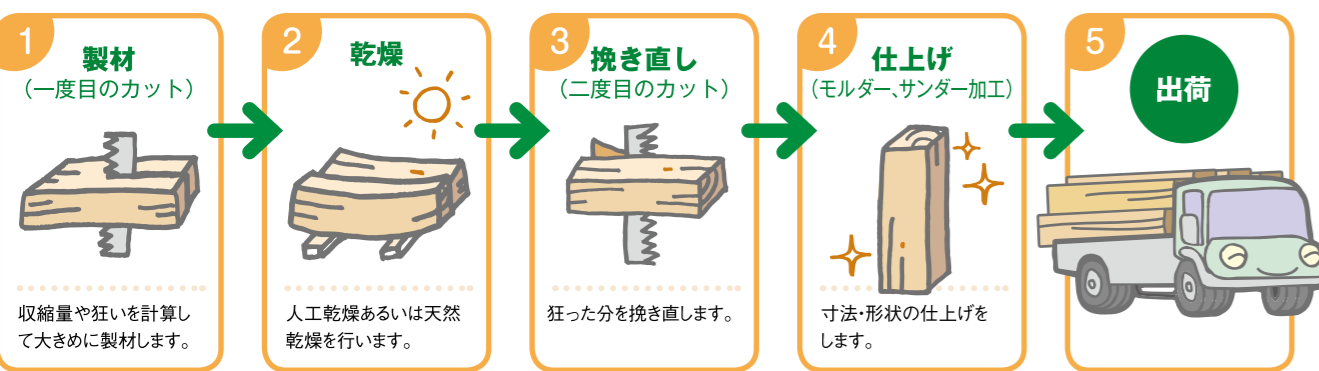 1
製材
（一度目のカット）
収縮量や狂いを計算し
て大きめに製材します。
2
乾燥
人工乾燥あるいは天然
乾燥を行います。
3
挽き直し
（二度目のカット）
狂った分を挽き直します。
4
仕上げ
（モルダー、サンダー加工）
寸法・形状の仕上げを
します。
5
出荷